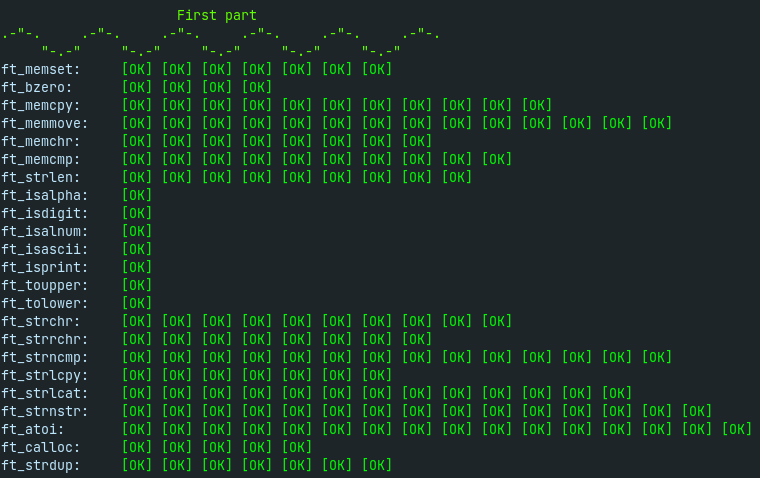 First part
.-"-.     .-"-.     .-"-.     .-"-.     .-"-.     .-"-.
     "-.-"     "-.-"     "-.-"     "-.-"     "-.-"
ft_memset: [OK] [OK] [OK] [OK] [OK] [OK] [OK]
ft_bzero: [OK] [OK] [OK] [OK]
ft_memcpy: [OK] [OK] [OK] [OK] [OK] [OK] [OK] [OK] [OK] [OK] [OK]
ft_memmove: [OK] [OK] [OK] [OK] [OK] [OK] [OK] [OK] [OK] [OK] [OK] [OK] [OK] [OK]
ft_memchr: [OK] [OK] [OK] [OK] [OK] [OK] [OK] [OK]
ft_memcmp: [OK] [OK] [OK] [OK] [OK] [OK] [OK] [OK] [OK] [OK]
ft_strlen: [OK] [OK] [OK] [OK] [OK] [OK] [OK] [OK] [OK]
ft_isalpha: [OK]
ft_isdigit: [OK]
ft_isalnum: [OK]
ft_isascii: [OK]
ft_isprint: [OK]
ft_toupper: [OK]
ft_tolower: [OK]
ft_strchr: [OK] [OK] [OK] [OK] [OK] [OK] [OK] [OK] [OK] [OK]
ft_strrchr: [OK] [OK] [OK] [OK] [OK] [OK] [OK] [OK]
ft_strncmp: [OK] [OK] [OK] [OK] [OK] [OK] [OK] [OK] [OK] [OK] [OK] [OK] [OK] [OK]
ft_strlcpy: [OK] [OK] [OK] [OK] [OK] [OK] [OK]
ft_strlcat: [OK] [OK] [OK] [OK] [OK] [OK] [OK] [OK] [OK] [OK] [OK] [OK] [OK]
ft_strnstr: [OK] [OK] [OK] [OK] [OK] [OK] [OK] [OK] [OK] [OK] [OK] [OK] [OK] [OK] [OK]
ft_atoi: [OK] [OK] [OK] [OK] [OK] [OK] [OK] [OK] [OK] [OK] [OK] [OK] [OK] [OK] [OK] [OK]
ft_calloc: [OK] [OK] [OK] [OK] [OK]
ft_strdup: [OK] [OK] [OK] [OK] [OK] [OK] [OK]